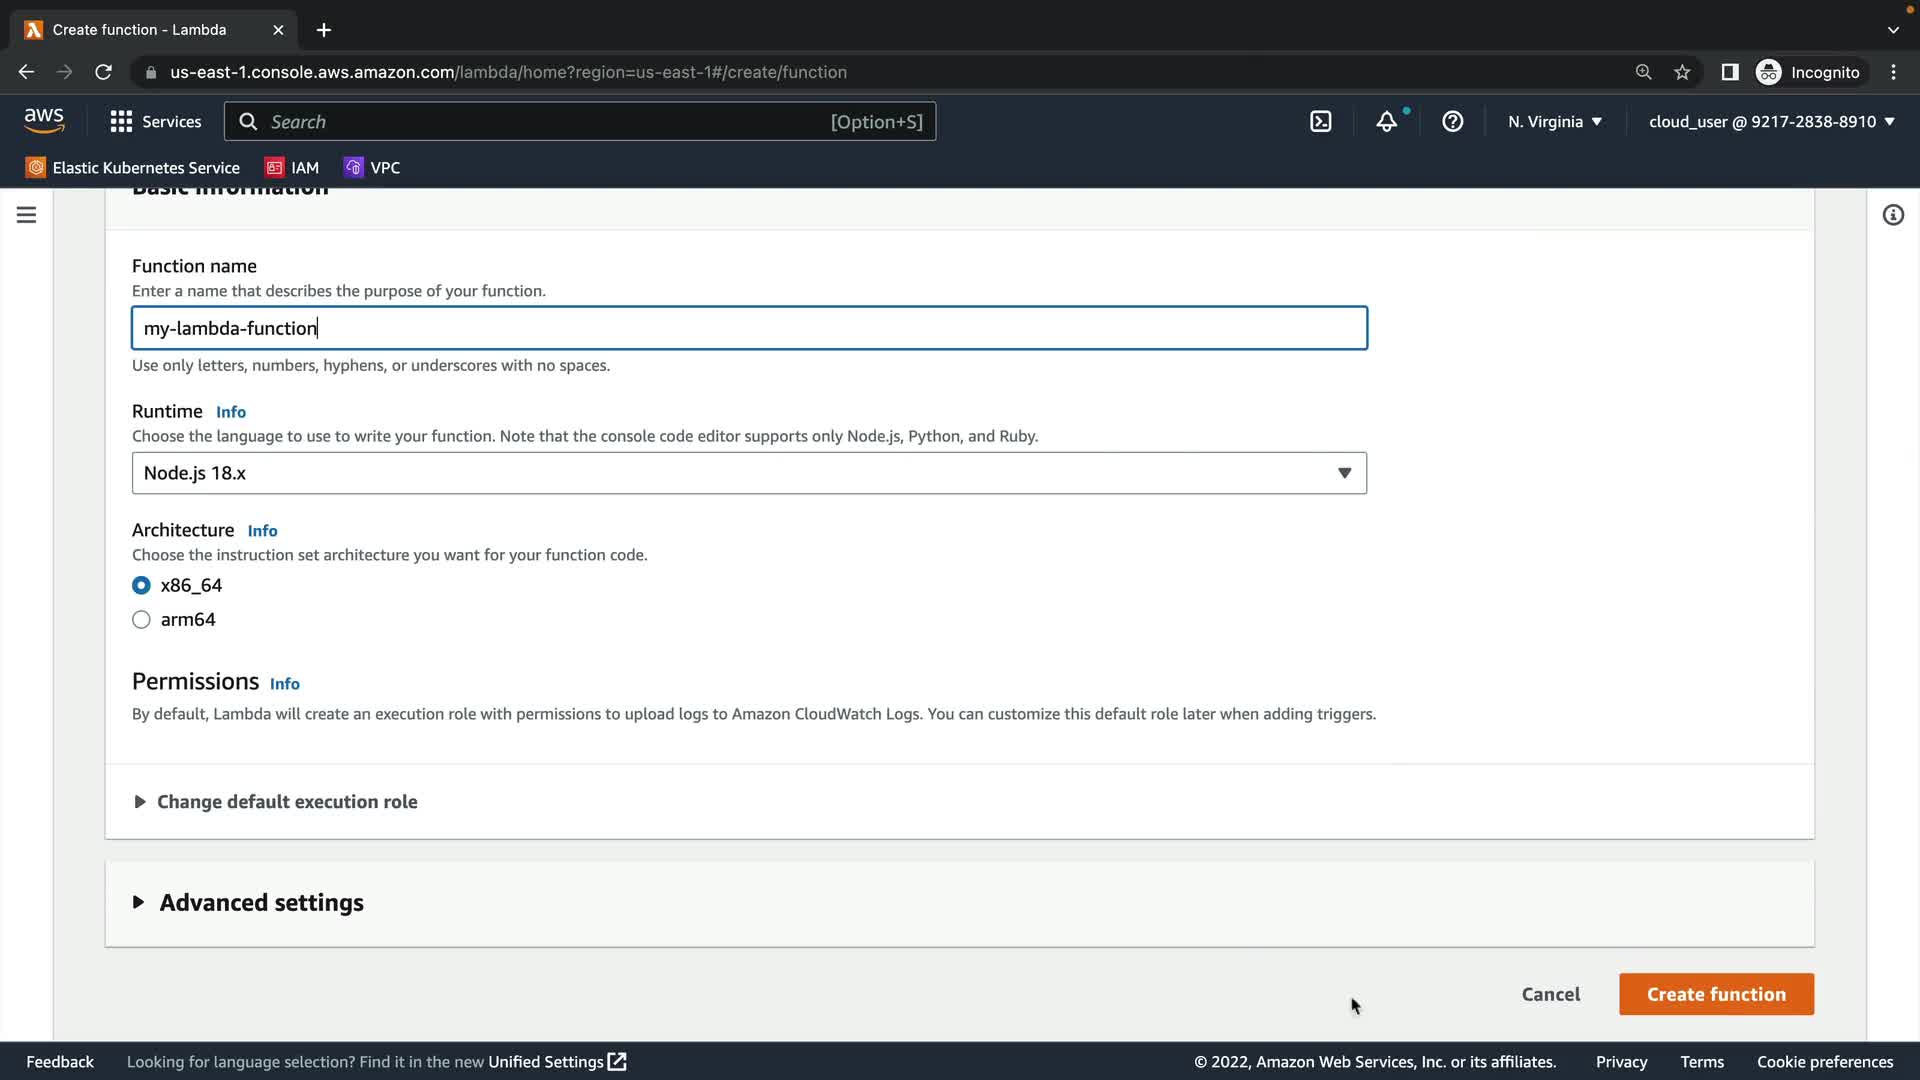 Create function - Lambda
us-east-1.console.aws.amazon.com/lambda/home?region=us-east-1#/create/function
Incognito
aws
Services
Search
[Option+S]
N. Virginia
cloud_user @ 9217-2838-8910
Elastic Kubernetes Service
IAM
VPC
Basic information
Function name
Enter a name that describes the purpose of your function.
my-lambda-function
Use only letters, numbers, hyphens, or underscores with no spaces.
Runtime Info
Choose the language to use to write your function. Note that the console code editor supports only Node.js, Python, and Ruby.
Node.js 18.x
Architecture Info
Choose the instruction set architecture you want for your function code.
x86_64
arm64
Permissions Info
By default, Lambda will create an execution role with permissions to upload logs to Amazon CloudWatch Logs. You can customize this default role later when adding triggers.
Change default execution role
Advanced settings
Cancel
Create function
Feedback
Looking for language selection? Find it in the new Unified Settings
© 2022, Amazon Web Services, Inc. or its affiliates.
Privacy
Terms
Cookie preferences